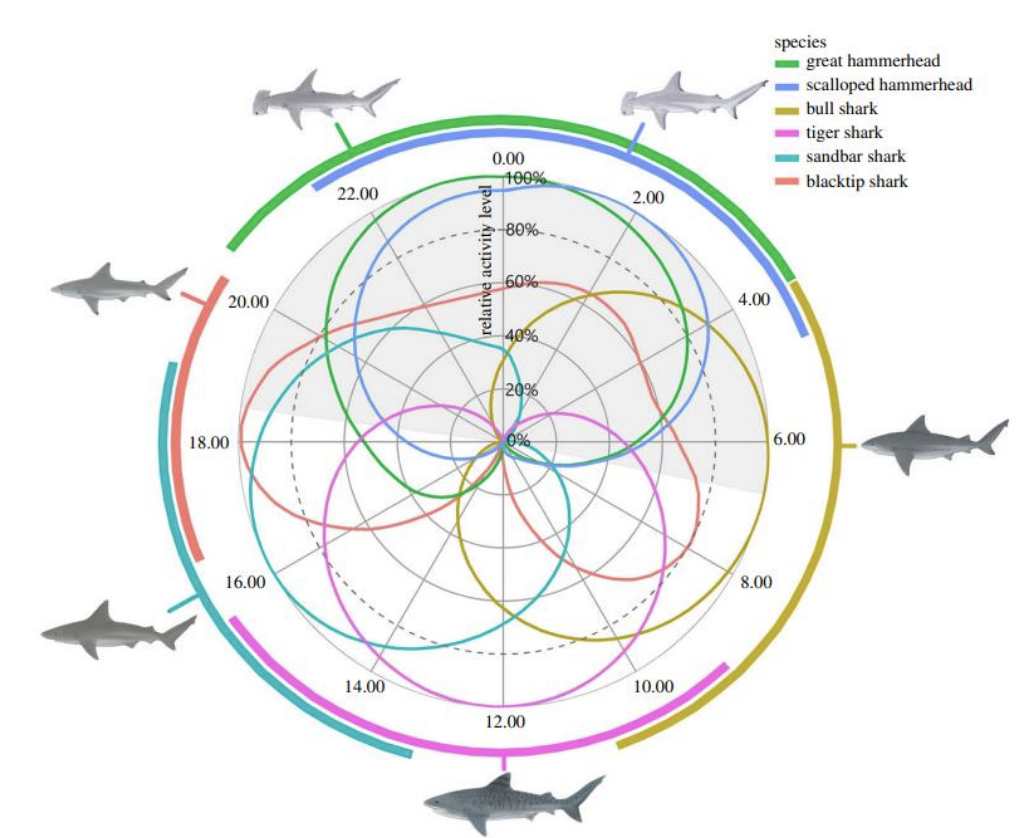 species
great hammerhead
scalloped hammerhead
bull shark
tiger shark
sandbar shark
blacktip shark
0.00
100%
22.00
2.00
80%
relative activity level
60%
20.00
4.00
40%
20%
18.00
0%
6.00
16.00
8.00
14.00
10.00
12.00